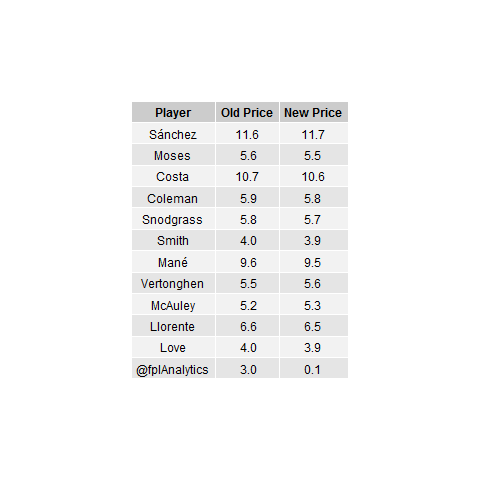 Player Old Price New Price
Sánchez 11.6 11.7
Moses 5.6 5.5
Costa 10.7 10.6
Coleman 5.9 5.8
Snodgrass 5.8 5.7
Smith 4.0 3.9
Mané 9.6 9.5
Vertonghen 5.5 5.6
McAuley 5.2 5.3
Llorente 6.6 6.5
Love 4.0 3.9
@fplAnalytics 3.0 0.1